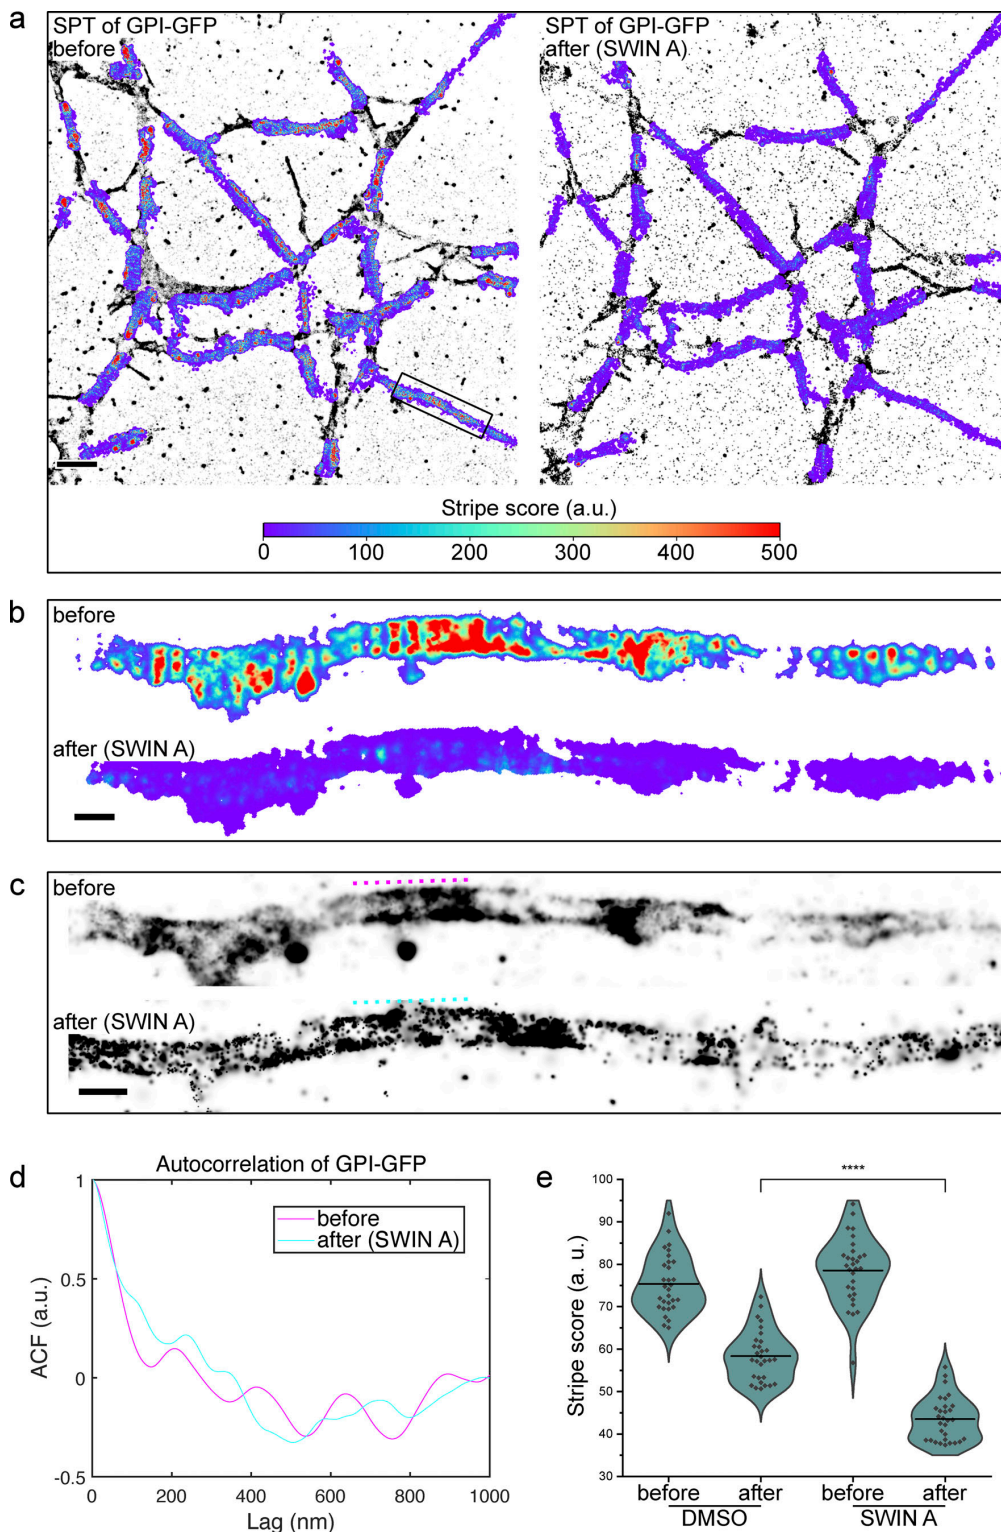 a
SPT of GPI-GFP
before
SPT of GPI-GFP
after (SWIN A)
Stripe score (a.u.)
0 100 200 300 400 500
b
before
after (SWIN A)
c
before
after (SWIN A)
d
Autocorrelation of GPI-GFP
before
after (SWIN A)
ACF (a.u.)
1
0.5
0
-0.5
0 200 400 600 800 1000
Lag (nm)
e
****
Stripe score (a. u.)
100
90
80
70
60
50
40
30
before after before after
DMSO SWIN A